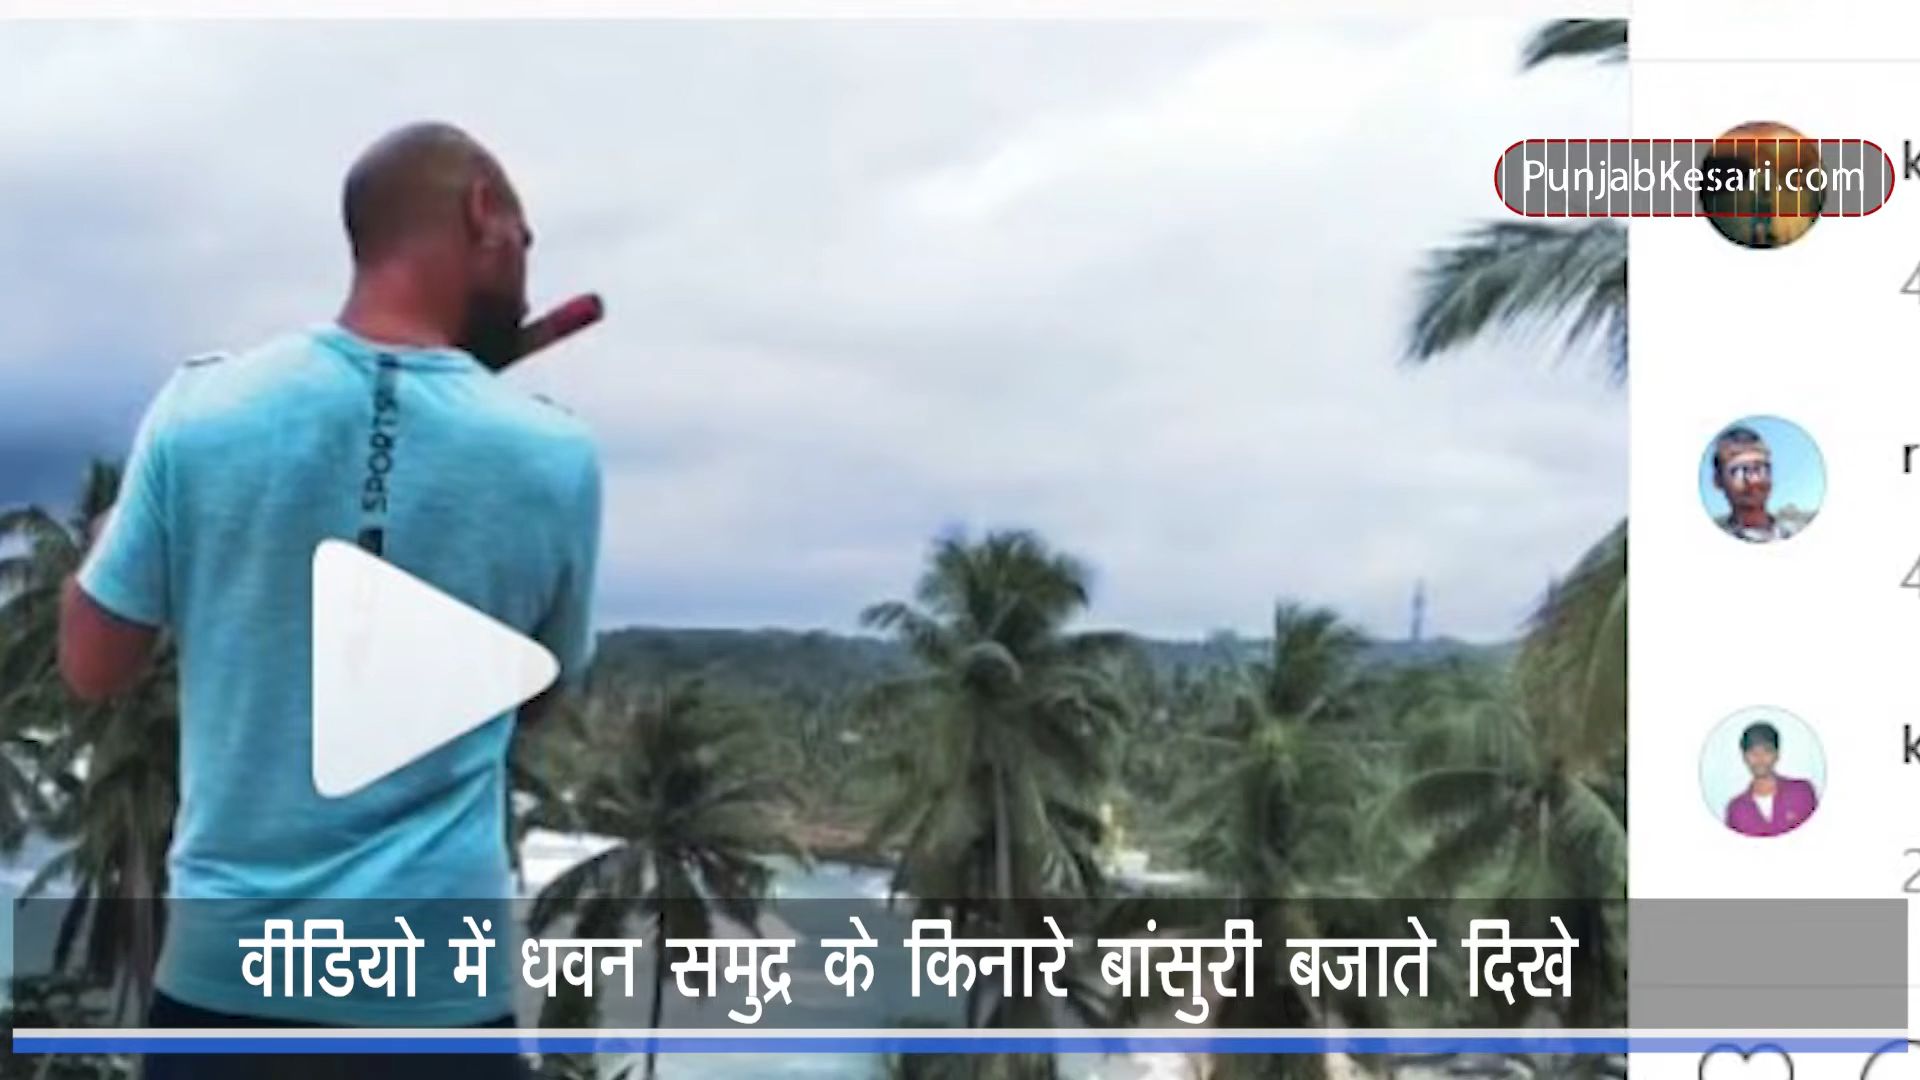 PunjabKesari.com
SPORTS
वीडियो में धवन समुद्र के किनारे बांसुरी बजाते दिखे